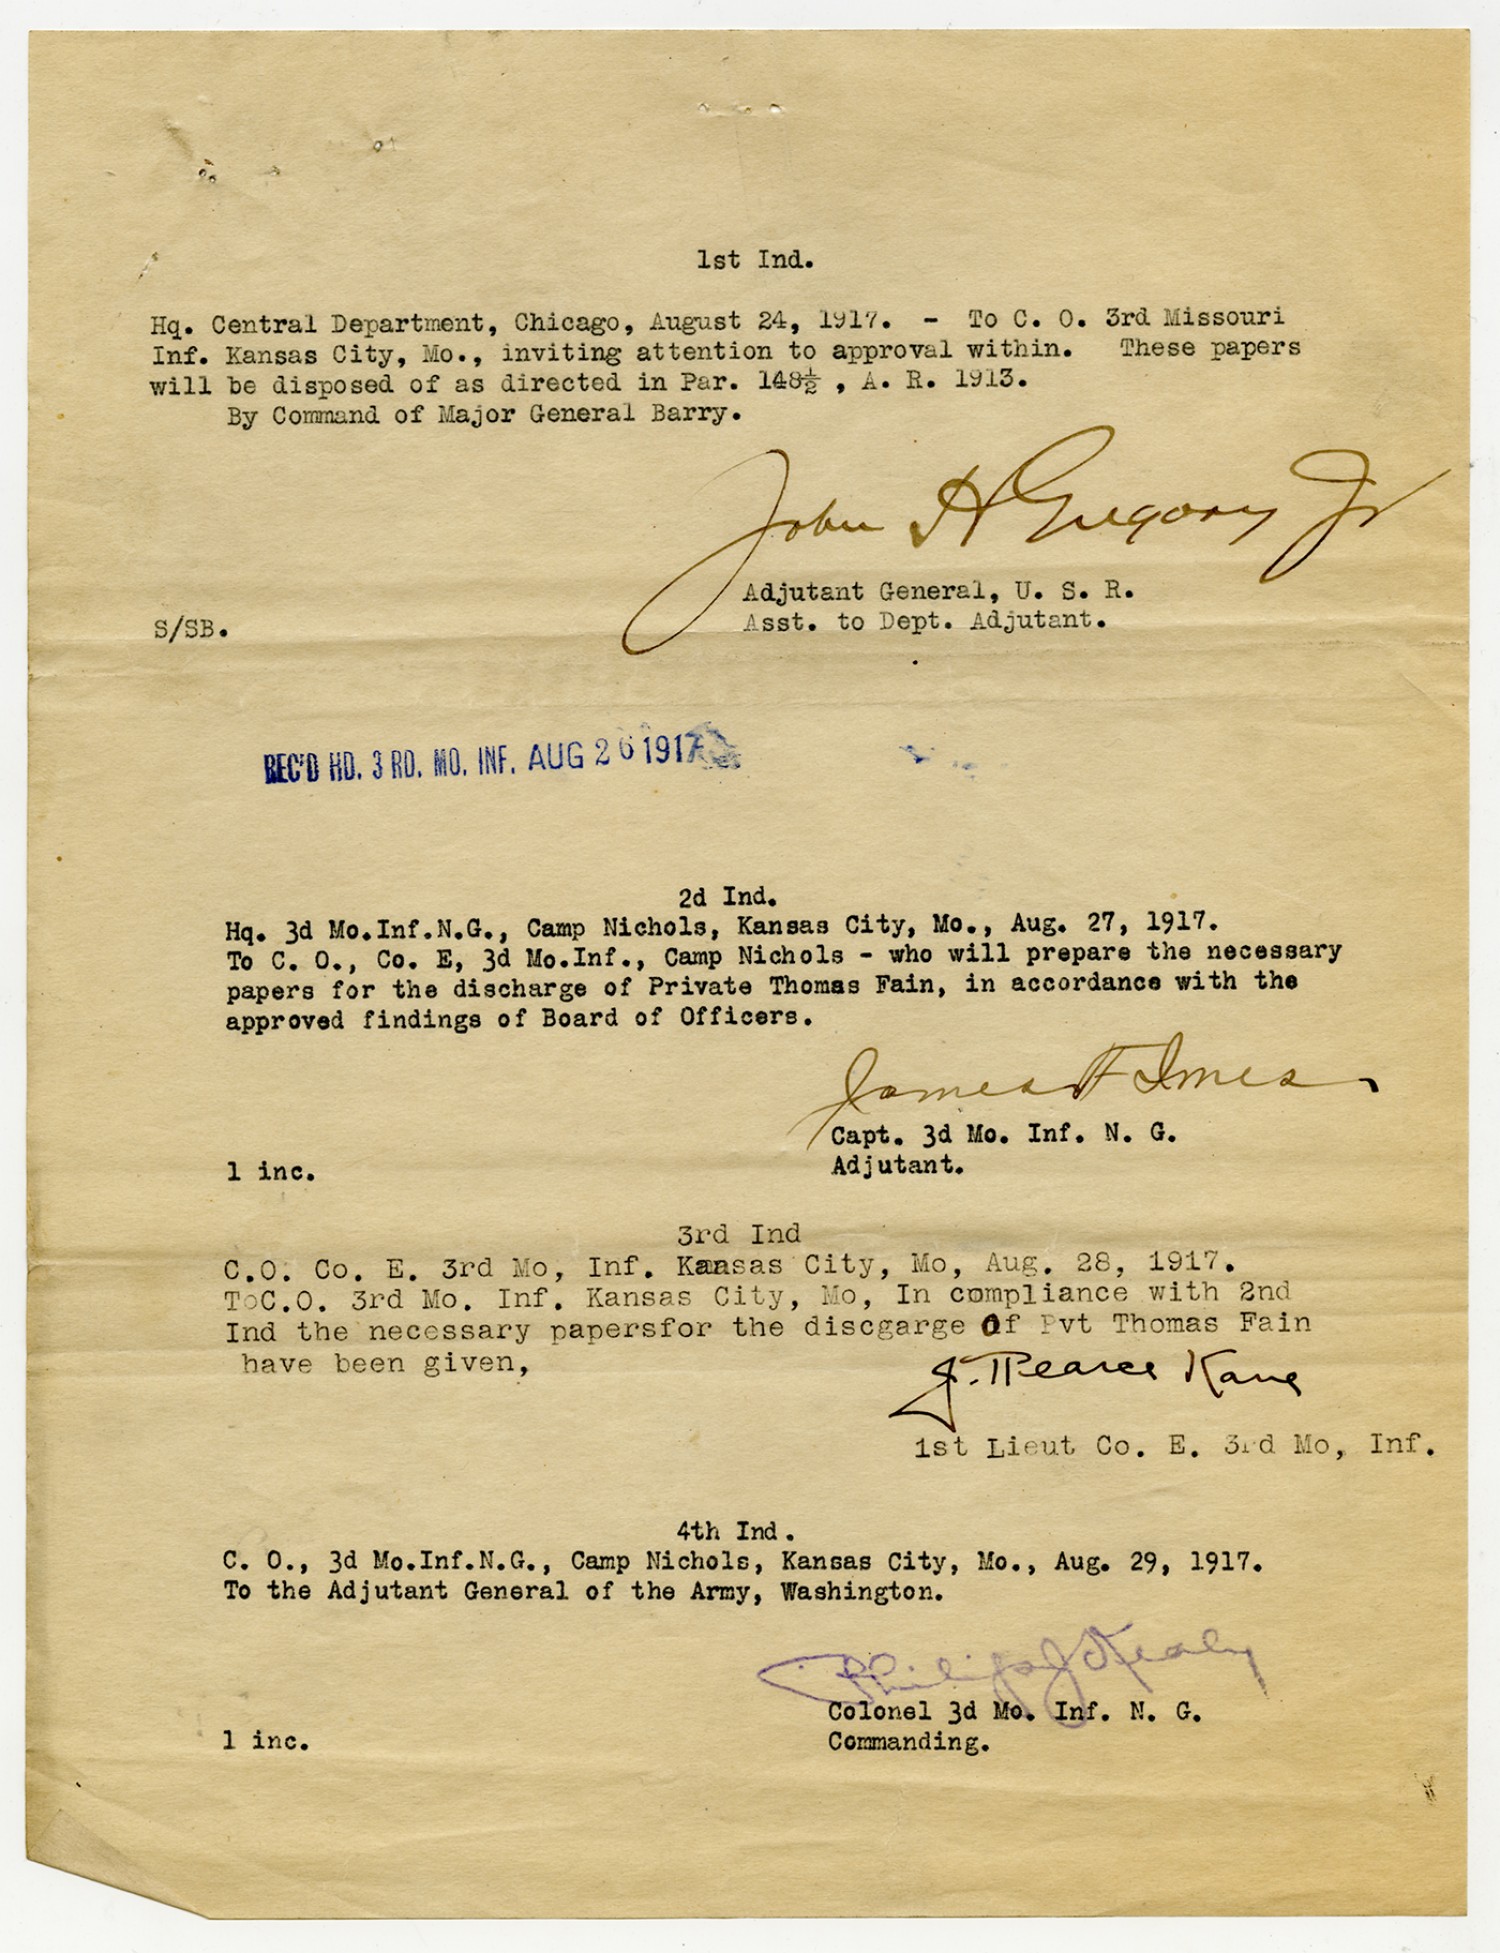 1st Ind.
Hq. Central Department, Chicago, August 24, 1917. - To C. O. 3rd Missouri
Inf. Kansas City, Mo., inviting attention to approval within. These papers
will be disposed of as directed in Par. 148½ , A. R. 1913.
By Command of Major General Barry.
John H Gregory Jr
Adjutant General, U. S. R.
Asst. to Dept. Adjutant.
S/SB.
REC'D HD. 3 RD. MO. INF. AUG 26 1917
2d Ind.
Hq. 3d Mo.Inf.N.G., Camp Nichols, Kansas City, Mo., Aug. 27, 1917.
To C. O., Co. E, 3d Mo.Inf., Camp Nichols - who will prepare the necessary
papers for the discharge of Private Thomas Fain, in accordance with the
approved findings of Board of Officers.
James F Imes
Capt. 3d Mo. Inf. N. G.
Adjutant.
1 inc.
3rd Ind
C.O. Co. E. 3rd Mo, Inf. Kaasas City, Mo, Aug. 28, 1917.
ToC.O. 3rd Mo. Inf. Kansas City, Mo, In compliance with 2nd
Ind the necessary papersfor the discgarge Of Pvt Thomas Fain
have been given,
J. Pearce Kane
1st Lieut Co. E. 3rd Mo, Inf.
4th Ind.
C. O., 3d Mo.Inf.N.G., Camp Nichols, Kansas City, Mo., Aug. 29, 1917.
To the Adjutant General of the Army, Washington.
Philip J Kealy
Colonel 3d Mo. Inf. N. G.
Commanding.
1 inc.